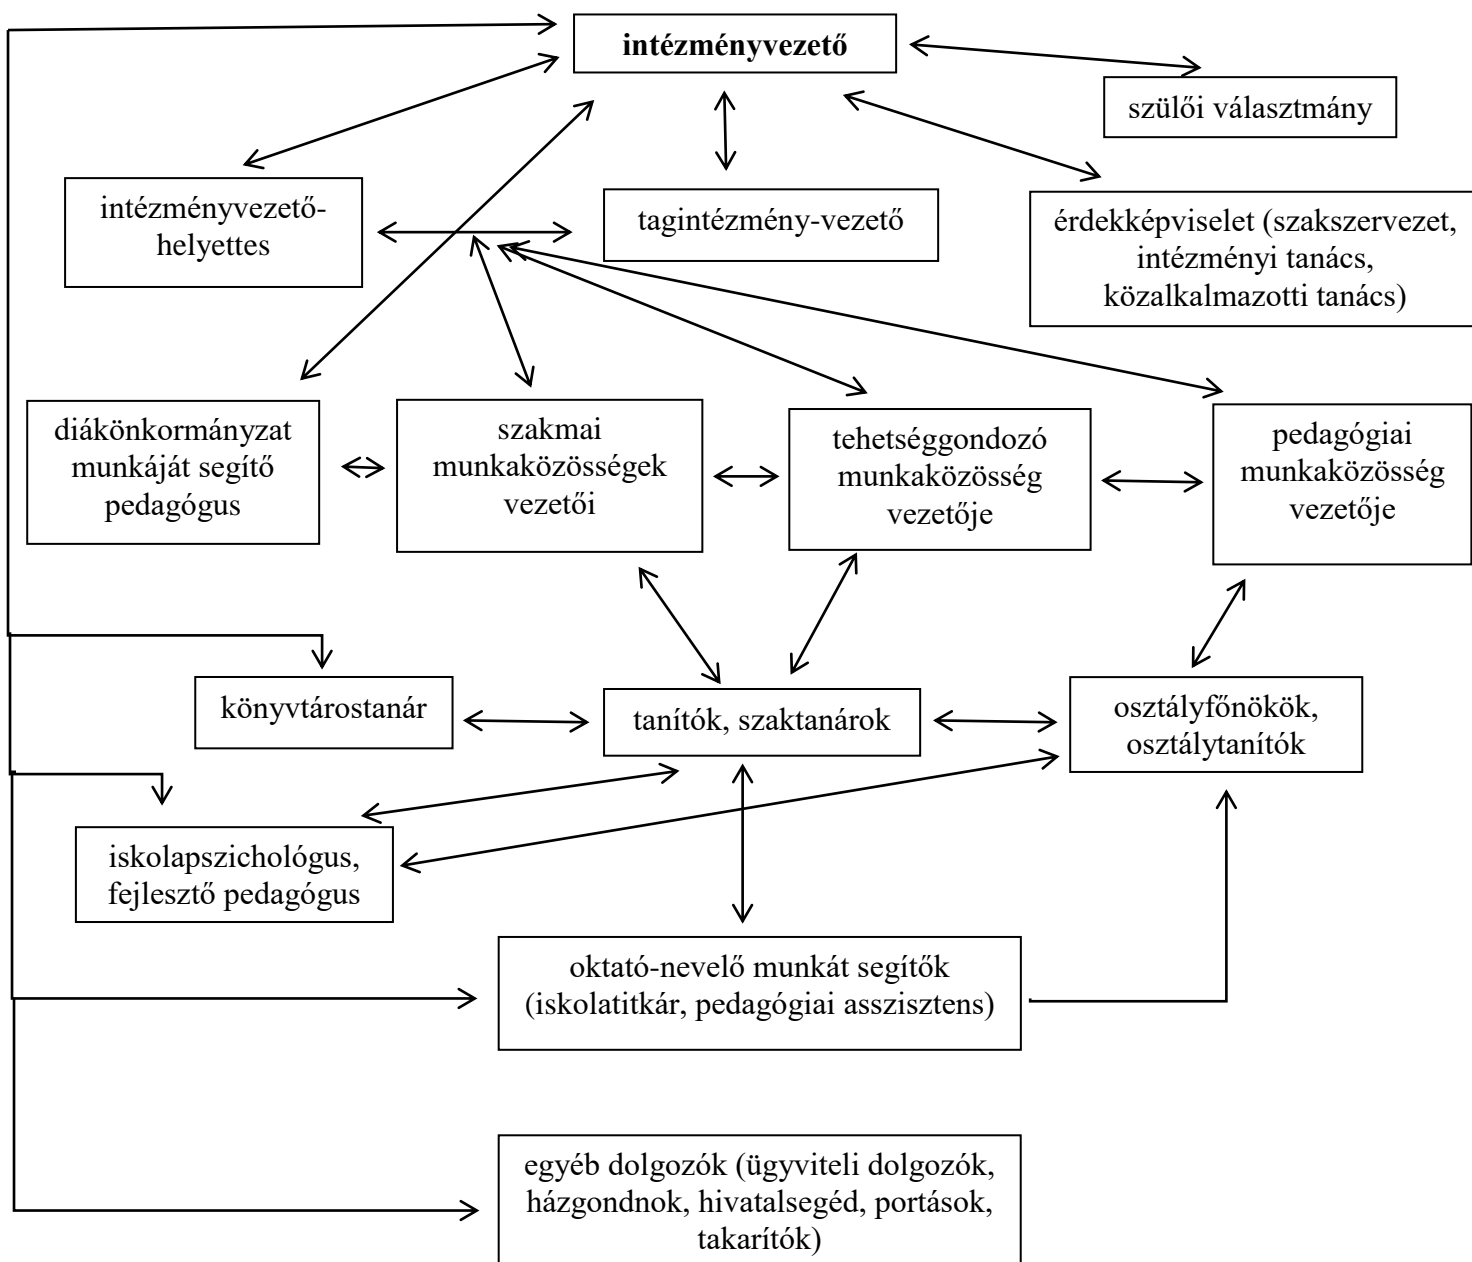 intézményvezető
szülői választmány
intézményvezető-
helyettes
tagintézmény-vezető
érdekképviselet (szakszervezet,
intézményi tanács,
közalkalmazotti tanács)
diákönkormányzat
munkáját segítő
pedagógus
szakmai
munkaközösségek
vezetői
tehetséggondozó
munkaközösség
vezetője
pedagógiai
munkaközösség
vezetője
könyvtárostanár
tanítók, szaktanárok
osztályfőnökök,
osztálytanítók
iskolapszichológus,
fejlesztő pedagógus
oktató-nevelő munkát segítők
(iskolatitkár, pedagógiai asszisztens)
egyéb dolgozók (ügyviteli dolgozók,
házgondnok, hivatalsegéd, portások,
takarítók)